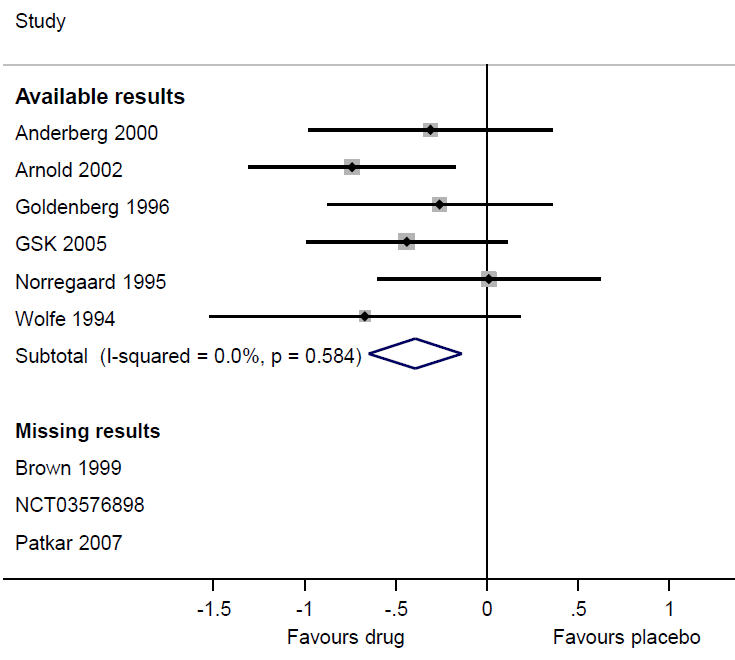 Study
Available results
Anderberg 2000
Arnold 2002
Goldenberg 1996
GSK 2005
Norregaard 1995
Wolfe 1994
Subtotal (I-squared = 0.0%, p = 0.584)
Missing results
Brown 1999
NCT03576898
Patkar 2007
-1.5 -1 -.5 0 .5 1
Favours drug Favours placebo